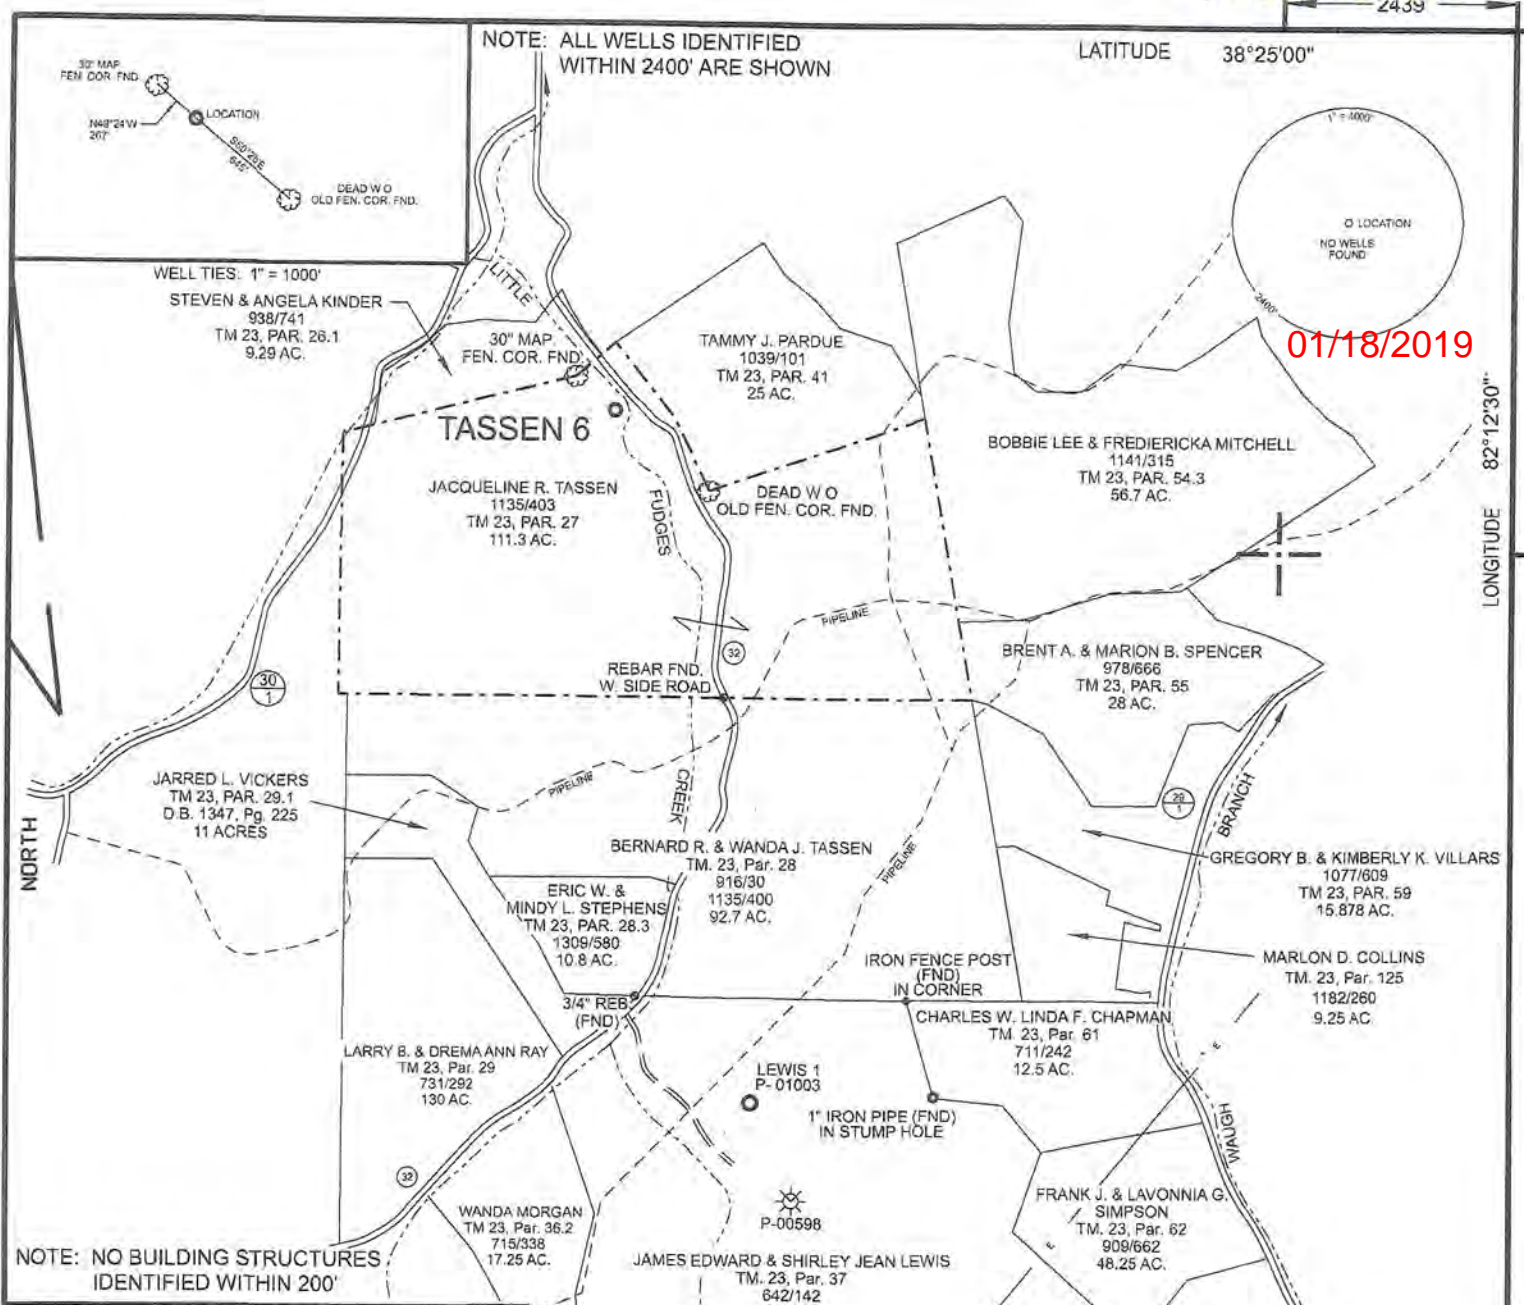 2439
NOTE: ALL WELLS IDENTIFIED
WITHIN 2400' ARE SHOWN
LATITUDE 38°25'00"
30" MAP
FEN. COR. FND.
LOCATION
N48°24'W
267'
S50°26'E
645'
DEAD W O
OLD FEN. COR. FND.
WELL TIES: 1" = 1000'
1" = 4000'
O LOCATION
NO WELLS
FOUND
2400'
01/18/2019
LONGITUDE 82°12'30"
STEVEN & ANGELA KINDER
938/741
TM 23, PAR. 26.1
9.29 AC.
LITTLE
30" MAP.
FEN. COR. FND.
TAMMY J. PARDUE
1039/101
TM 23, PAR. 41
25 AC.
TASSEN 6
BOBBIE LEE & FREDIERICKA MITCHELL
1141/315
TM 23, PAR. 54.3
56.7 AC.
JACQUELINE R. TASSEN
1135/403
TM 23, PAR. 27
111.3 AC.
FUDGES
DEAD W O
OLD FEN. COR. FND.
PIPELINE
32
REBAR FND.
W. SIDE ROAD
BRENT A. & MARION B. SPENCER
978/666
TM 23, PAR. 55
28 AC.
30
1
NORTH
JARRED L. VICKERS
TM 23, PAR. 29.1
D.B. 1347, Pg. 225
11 ACRES
PIPELINE
CREEK
29
1
BRANCH
BERNARD R. & WANDA J. TASSEN
TM. 23, Par. 28
916/30
1135/400
92.7 AC.
PIPELINE
GREGORY B. & KIMBERLY K. VILLARS
1077/609
TM 23, PAR. 59
15.878 AC.
ERIC W. &
MINDY L. STEPHENS
TM 23, PAR. 28.3
1309/580
10.8 AC.
IRON FENCE POST
(FND)
IN CORNER
MARLON D. COLLINS
TM. 23, Par. 125
1182/260
9.25 AC.
3/4" REB.
(FND)
CHARLES W. LINDA F. CHAPMAN
TM. 23, Par. 61
711/242
12.5 AC.
E
LARRY B. & DREMA ANN RAY
TM 23, Par. 29
731/292
130 AC.
LEWIS 1
P- 01003
1" IRON PIPE (FND)
IN STUMP HOLE
WAUGH
32
WANDA MORGAN
TM 23, Par. 36.2
715/338
17.25 AC.
P-00598
FRANK J. & LAVONNIA G.
SIMPSON
TM. 23, Par. 62
909/662
48.25 AC.
E
NOTE: NO BUILDING STRUCTURES
IDENTIFIED WITHIN 200'
JAMES EDWARD & SHIRLEY JEAN LEWIS
TM. 23, Par. 37
642/142